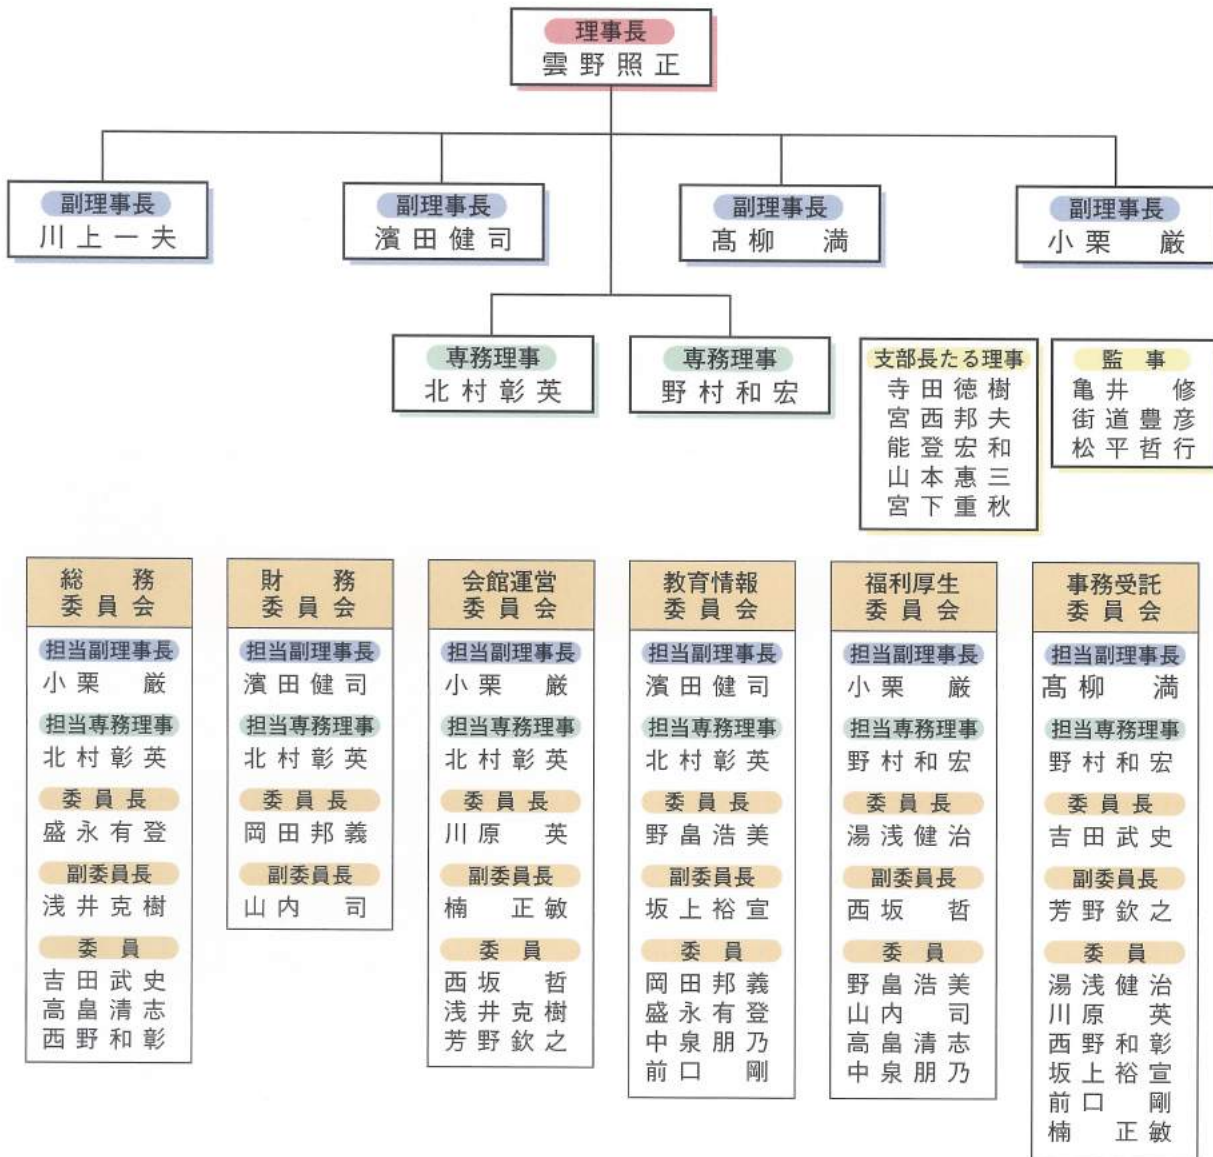 理事長
雲野照正
副理事長
川上一夫
副理事長
濱田健司
副理事長
髙柳　満
副理事長
小栗　厳
専務理事
北村彰英
専務理事
野村和宏
支部長たる理事
寺田徳樹
宮西邦夫
能登宏和
山本惠三
宮下重秋
監　事
亀井　修
街道豊彦
松平哲行
総　務
委員会
担当副理事長
小栗　厳
担当専務理事
北村彰英
委員長
盛永有登
副委員長
浅井克樹
委　員
吉田武史
高畠清志
西野和彰
財　務
委員会
担当副理事長
濱田健司
担当専務理事
北村彰英
委員長
岡田邦義
副委員長
山内　司
会館運営
委員会
担当副理事長
小栗　厳
担当専務理事
北村彰英
委員長
川原　英
副委員長
楠　正敏
委　員
西坂　哲
浅井克樹
芳野欽之
教育情報
委員会
担当副理事長
濱田健司
担当専務理事
北村彰英
委員長
野畠浩美
副委員長
坂上裕宣
委　員
岡田邦義
盛永有登
中泉朋乃
前口　剛
福利厚生
委員会
担当副理事長
小栗　厳
担当専務理事
野村和宏
委員長
湯浅健治
副委員長
西坂　哲
委　員
野畠浩美
山内　司
高畠清志
中泉朋乃
事務受託
委員会
担当副理事長
髙柳　満
担当専務理事
野村和宏
委員長
吉田武史
副委員長
芳野欽之
委　員
湯浅健治
川原　英
西野和彰
坂上裕宣
前口　剛
楠　正敏